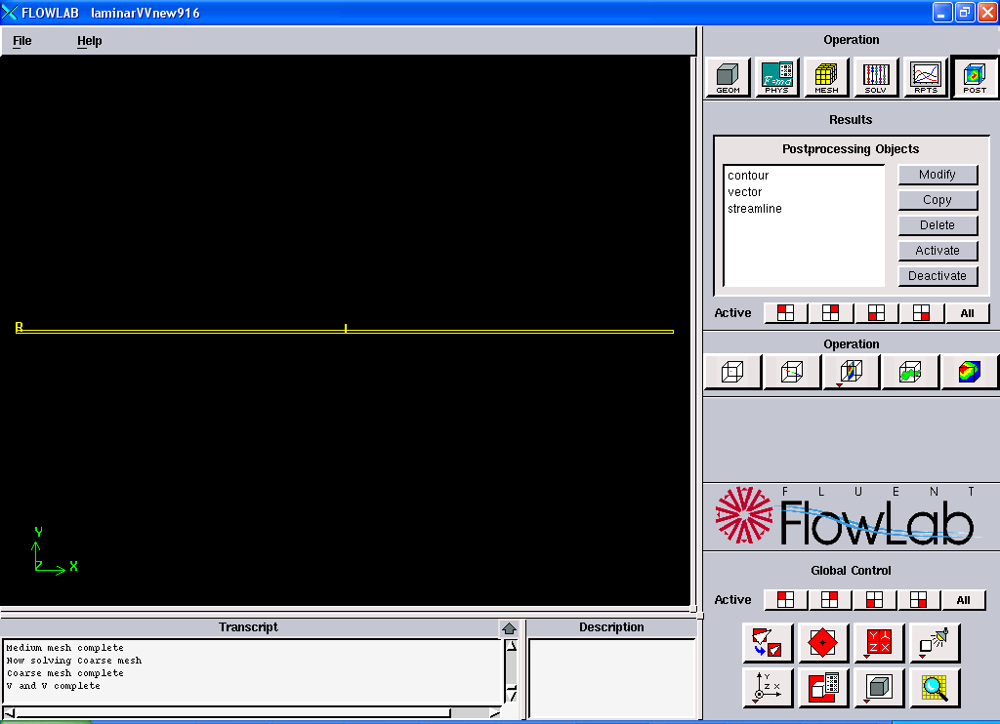 FLOWLAB laminarVVnew916
File Help
Operation
GEOM PHYS MESH SOLV RPTS POST
F=ma
Results
Postprocessing Objects
contour
vector
streamline
Modify
Copy
Delete
Activate
Deactivate
Active All
Operation
R
Y
Z X
FLUENT
FlowLab
Global Control
Active All
Y X
Z X
Y
Z X
Transcript
Medium mesh complete
Now solving Coarse mesh
Coarse mesh complete
V and V complete
Description